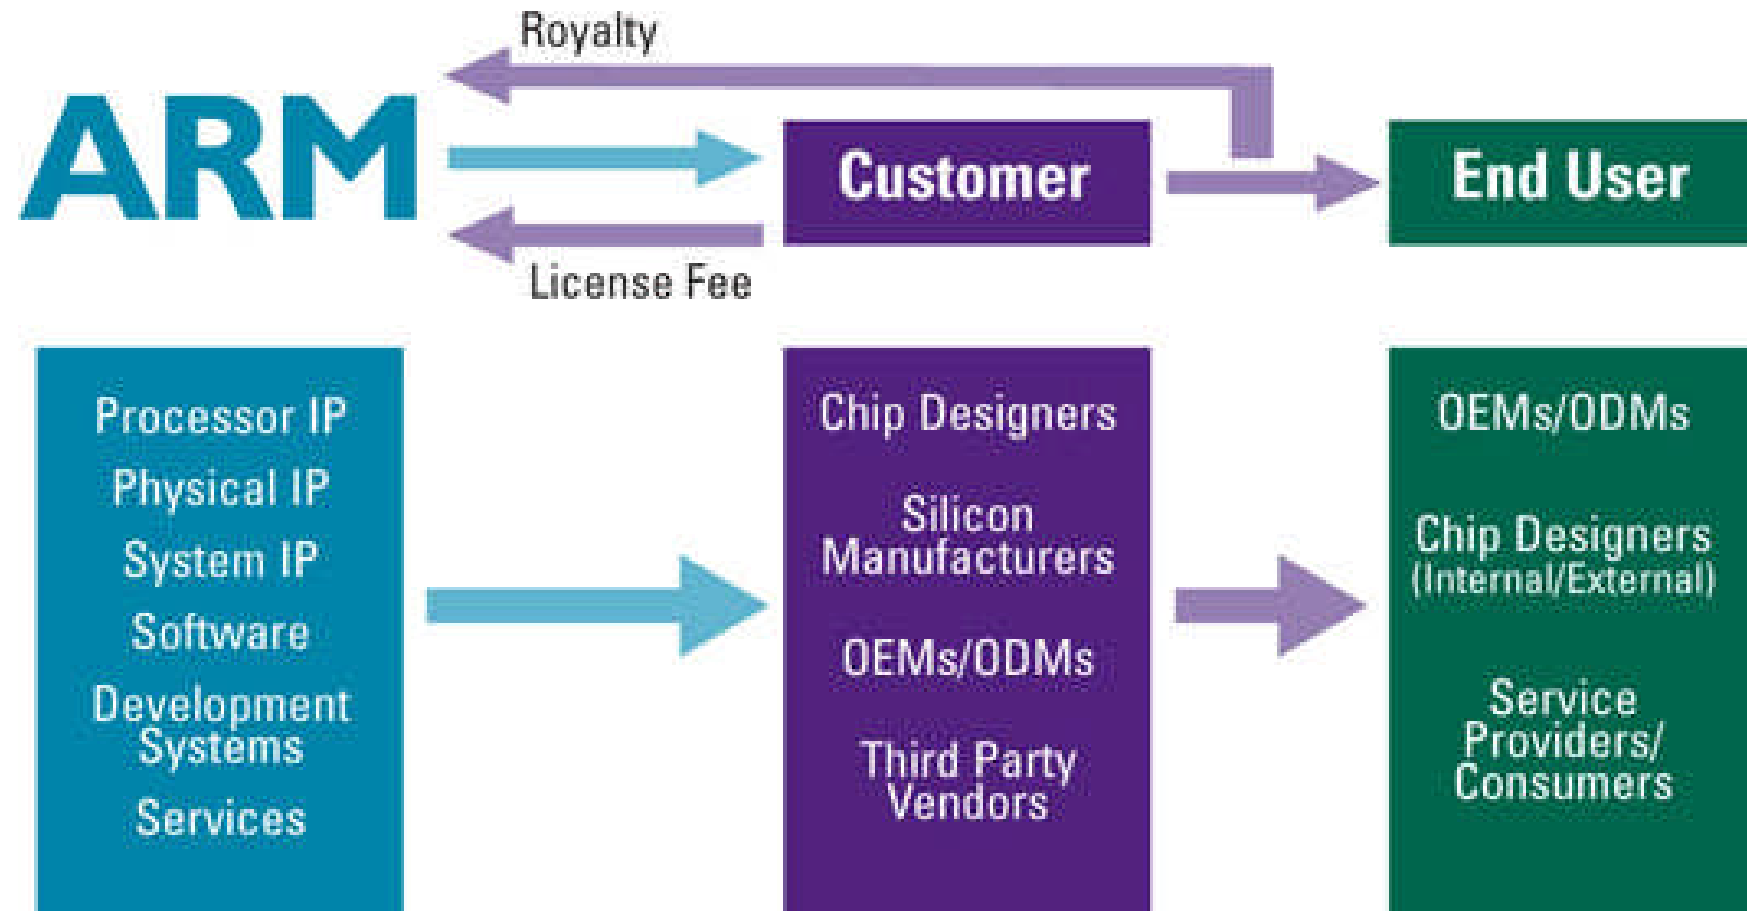 Royalty
ARM
Customer
End User
License Fee
Processor IP
Physical IP
System IP
Software
Development
Systems
Services
Chip Designers
Silicon
Manufacturers
OEMs/ODMs
Third Party
Vendors
OEMs/ODMs
Chip Designers
(Internal/External)
Service
Providers/
Consumers